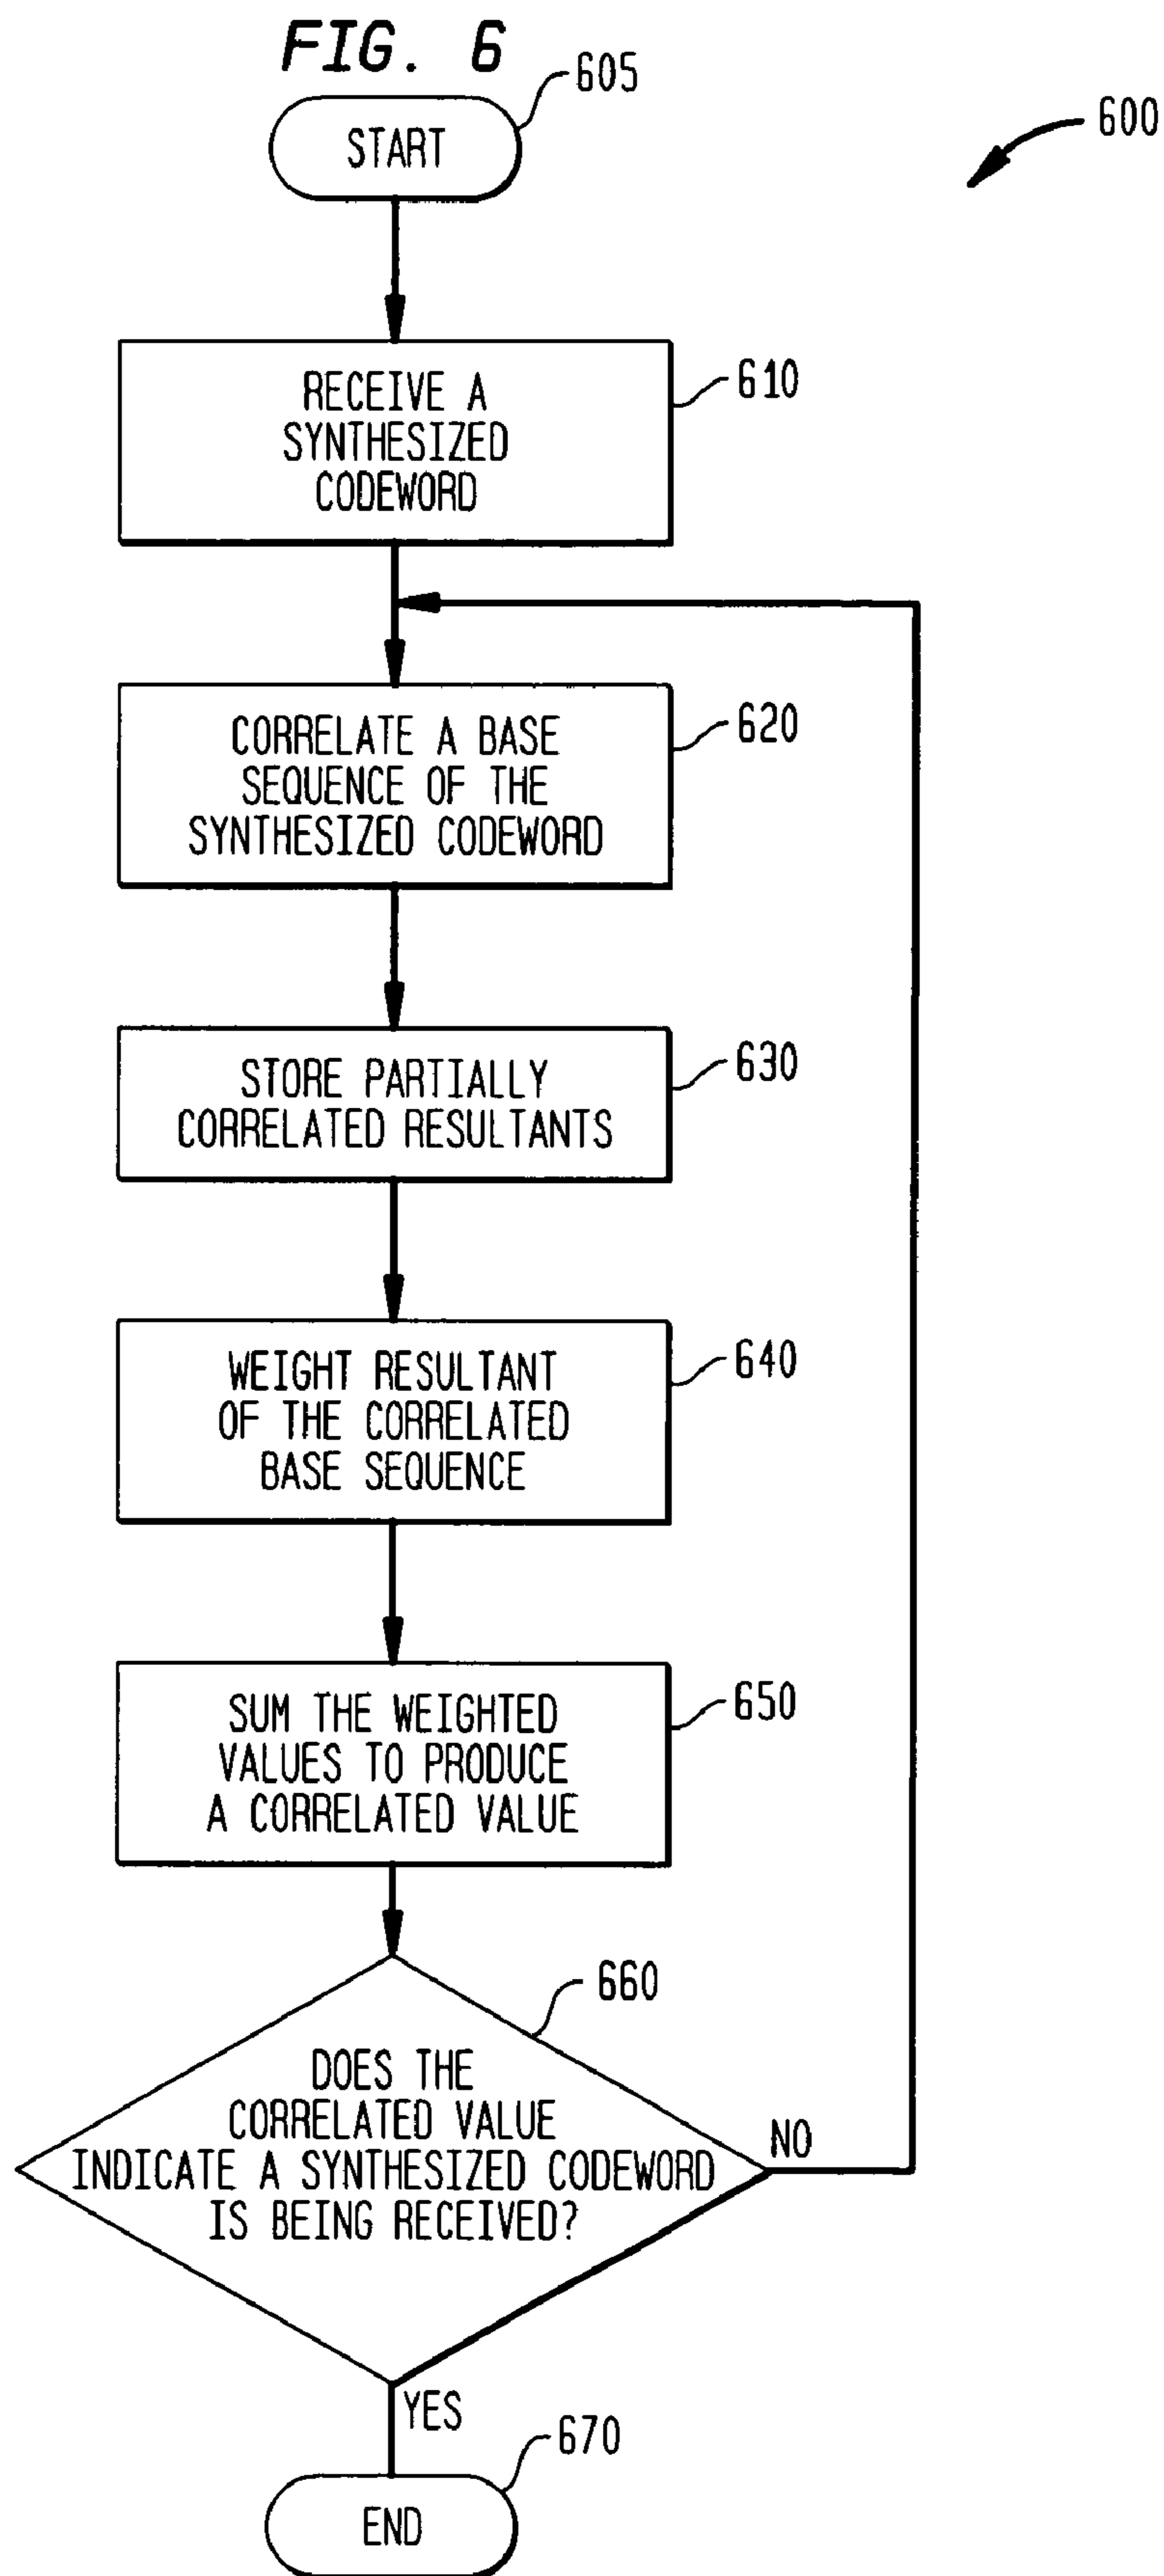 FIG. 6
605
START
600
RECEIVE A
SYNTHESIZED
CODEWORD
610
CORRELATE A BASE
SEQUENCE OF THE
SYNTHESIZED CODEWORD
620
STORE PARTIALLY
CORRELATED RESULTANTS
630
WEIGHT RESULTANT
OF THE CORRELATED
BASE SEQUENCE
640
SUM THE WEIGHTED
VALUES TO PRODUCE
A CORRELATED VALUE
650
660
DOES THE
CORRELATED VALUE
INDICATE A SYNTHESIZED CODEWORD
IS BEING RECEIVED?
NO
YES
670
END